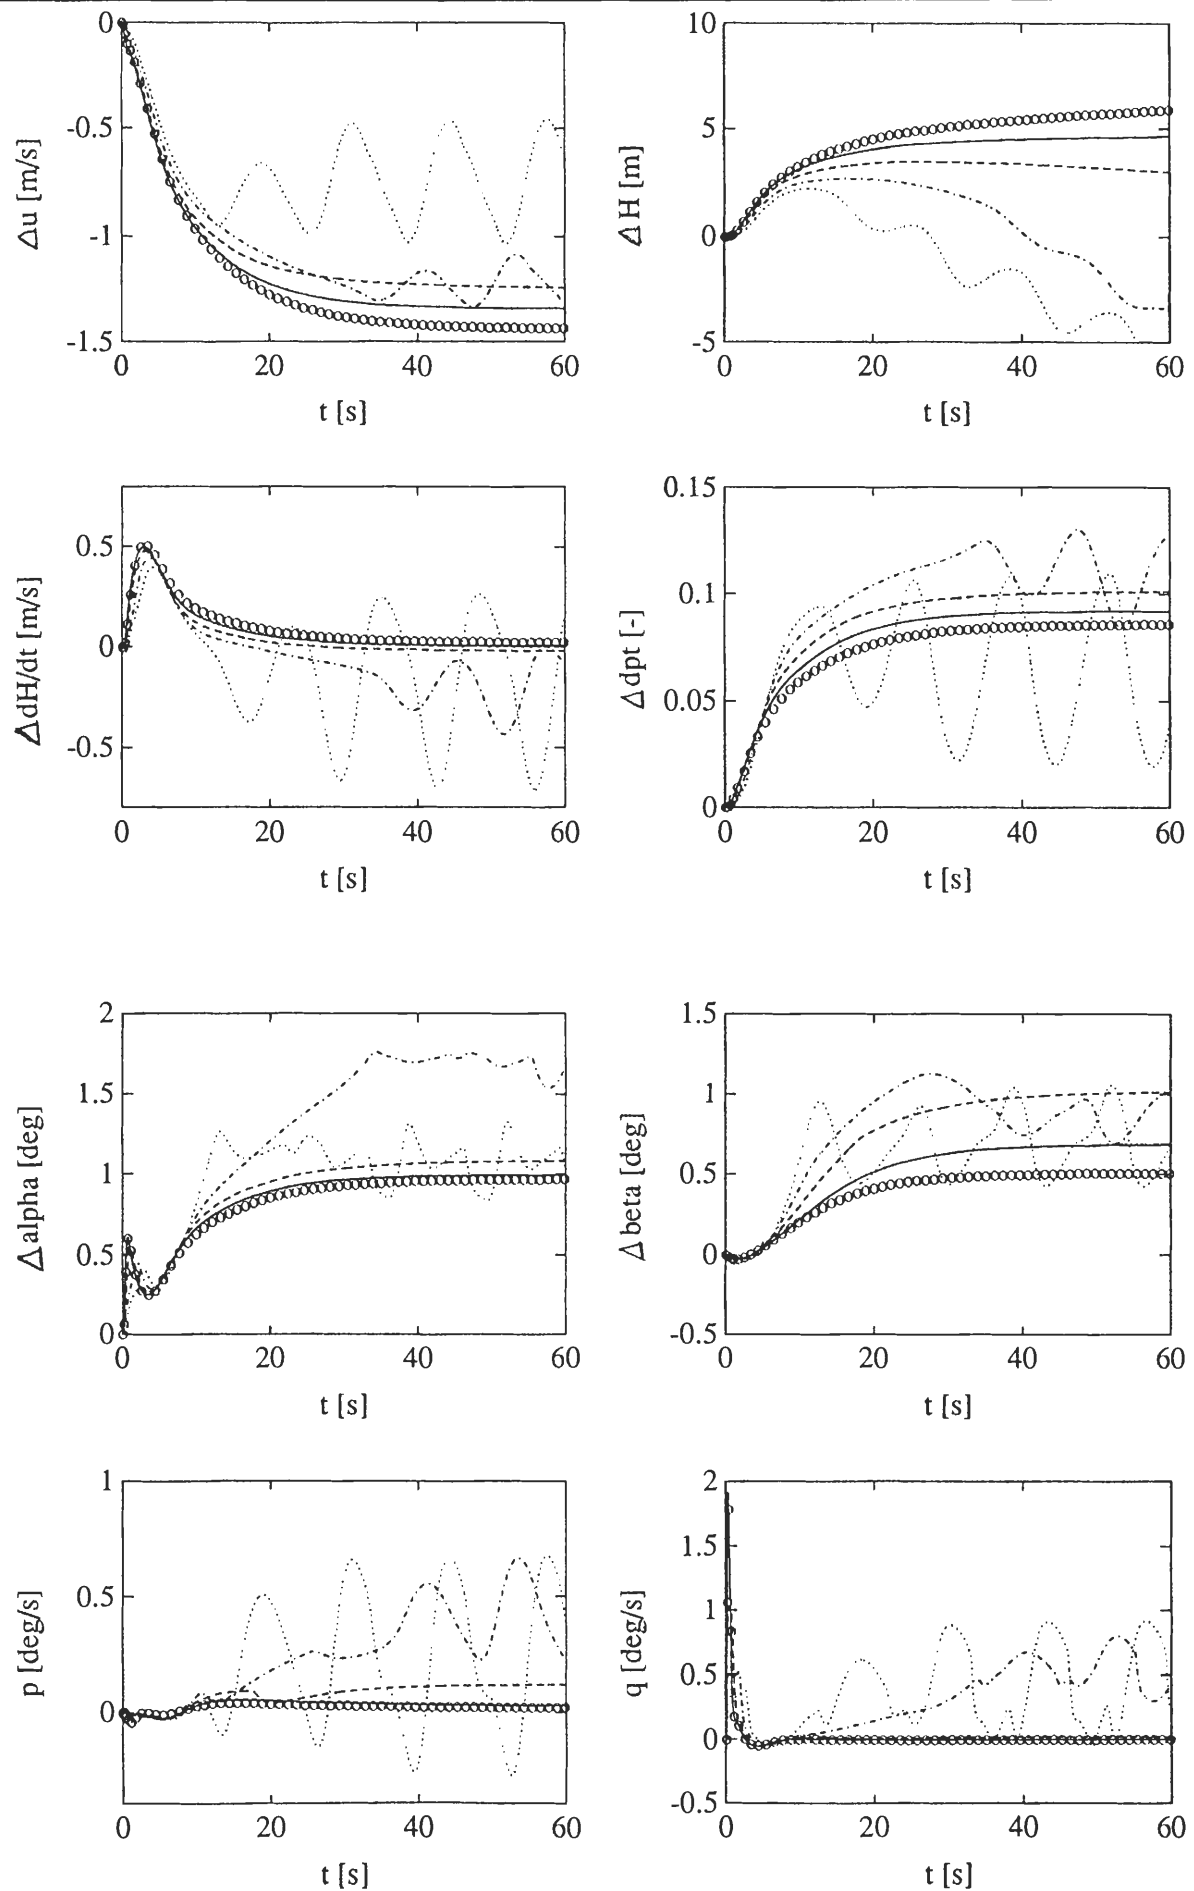 0
-0.5
-1
-1.5
Δu [m/s]
0 20 40 60
t [s]
10
5
0
-5
ΔH [m]
0 20 40 60
t [s]
0.5
0
-0.5
ΔdH/dt [m/s]
0 20 40 60
t [s]
0.15
0.1
0.05
0
Δdpt [-]
0 20 40 60
t [s]
2
1.5
1
0.5
0
Δalpha [deg]
0 20 40 60
t [s]
1.5
1
0.5
0
-0.5
Δbeta [deg]
0 20 40 60
t [s]
1
0.5
0
p [deg/s]
0 20 40 60
t [s]
2
1.5
1
0.5
0
-0.5
q [deg/s]
0 20 40 60
t [s]